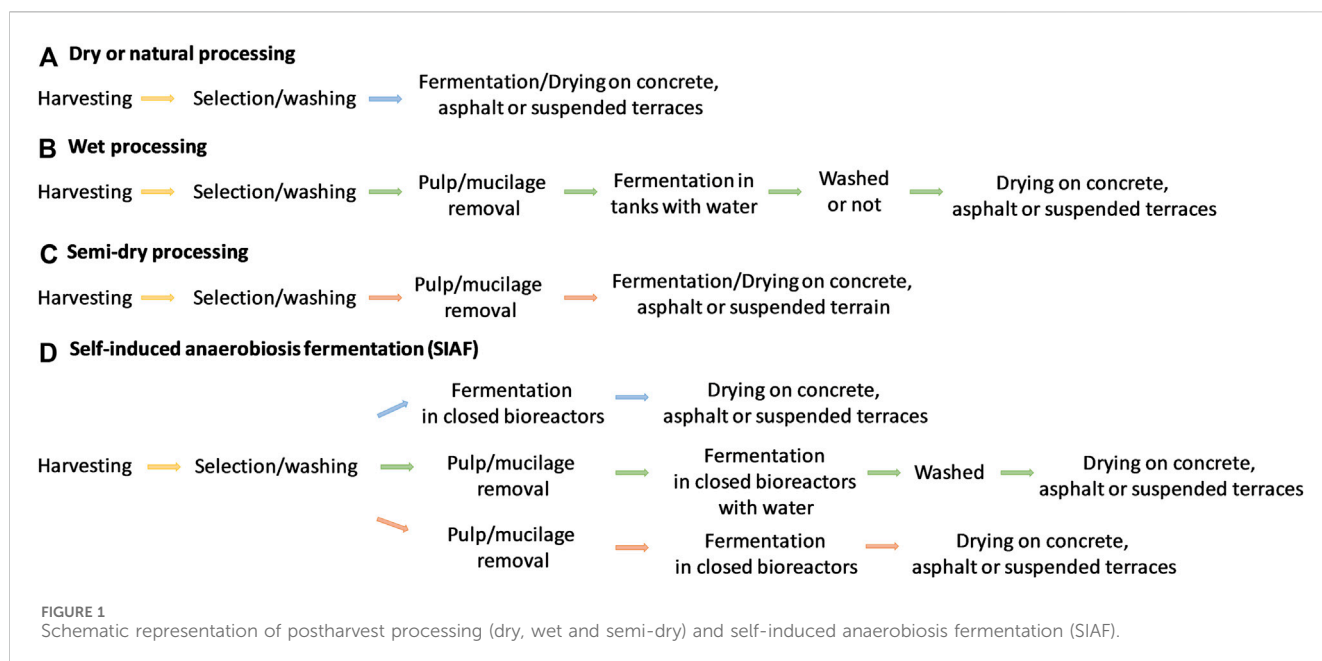 A Dry or natural processing
Harvesting Selection/washing Fermentation/Drying on concrete,
asphalt or suspended terraces
B Wet processing
Harvesting Selection/washing Pulp/mucilage Fermentation in Washed Drying on concrete,
removal tanks with water or not asphalt or suspended terraces
C Semi-dry processing
Harvesting Selection/washing Pulp/mucilage Fermentation/Drying on concrete,
removal asphalt or suspended terrain
D Self-induced anaerobiosis fermentation (SIAF)
Fermentation Drying on concrete,
in closed bioreactors asphalt or suspended terraces
Harvesting Selection/washing Pulp/mucilage Fermentation Washed Drying on concrete,
removal in closed bioreactors asphalt or suspended terraces
with water
Pulp/mucilage Fermentation Drying on concrete,
removal in closed bioreactors asphalt or suspended terraces
FIGURE 1
Schematic representation of postharvest processing (dry, wet and semi-dry) and self-induced anaerobiosis fermentation (SIAF).